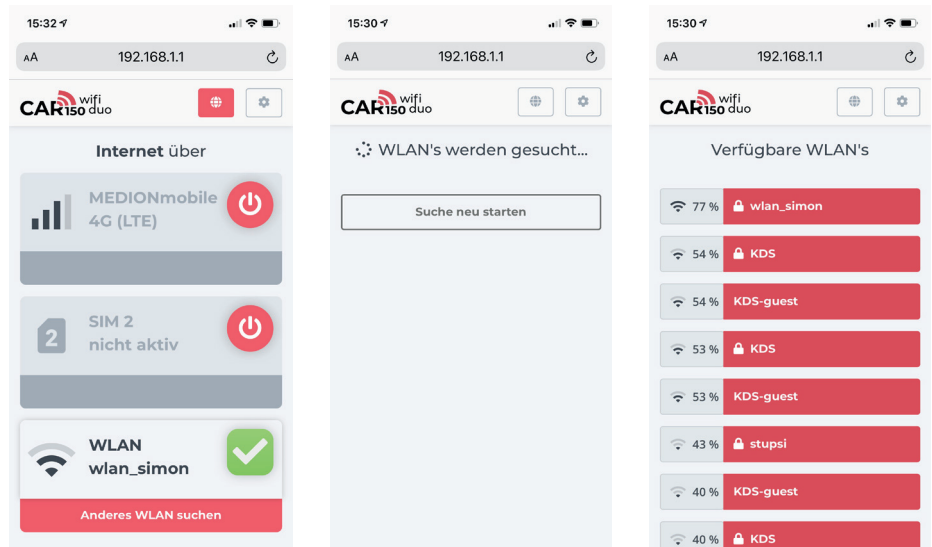 15:32
AA 192.168.1.1
CAR150 wifi duo
Internet über
MEDIONmobile
4G (LTE)
2
SIM 2
nicht aktiv
WLAN
wlan_simon
Anderes WLAN suchen
15:30
AA 192.168.1.1
CAR150 wifi duo
WLAN's werden gesucht...
Suche neu starten
15:30
AA 192.168.1.1
CAR150 wifi duo
Verfügbare WLAN's
77 % wlan_simon
54 % KDS
54 % KDS-guest
53 % KDS
53 % KDS-guest
43 % stupsi
40 % KDS-guest
40 % KDS